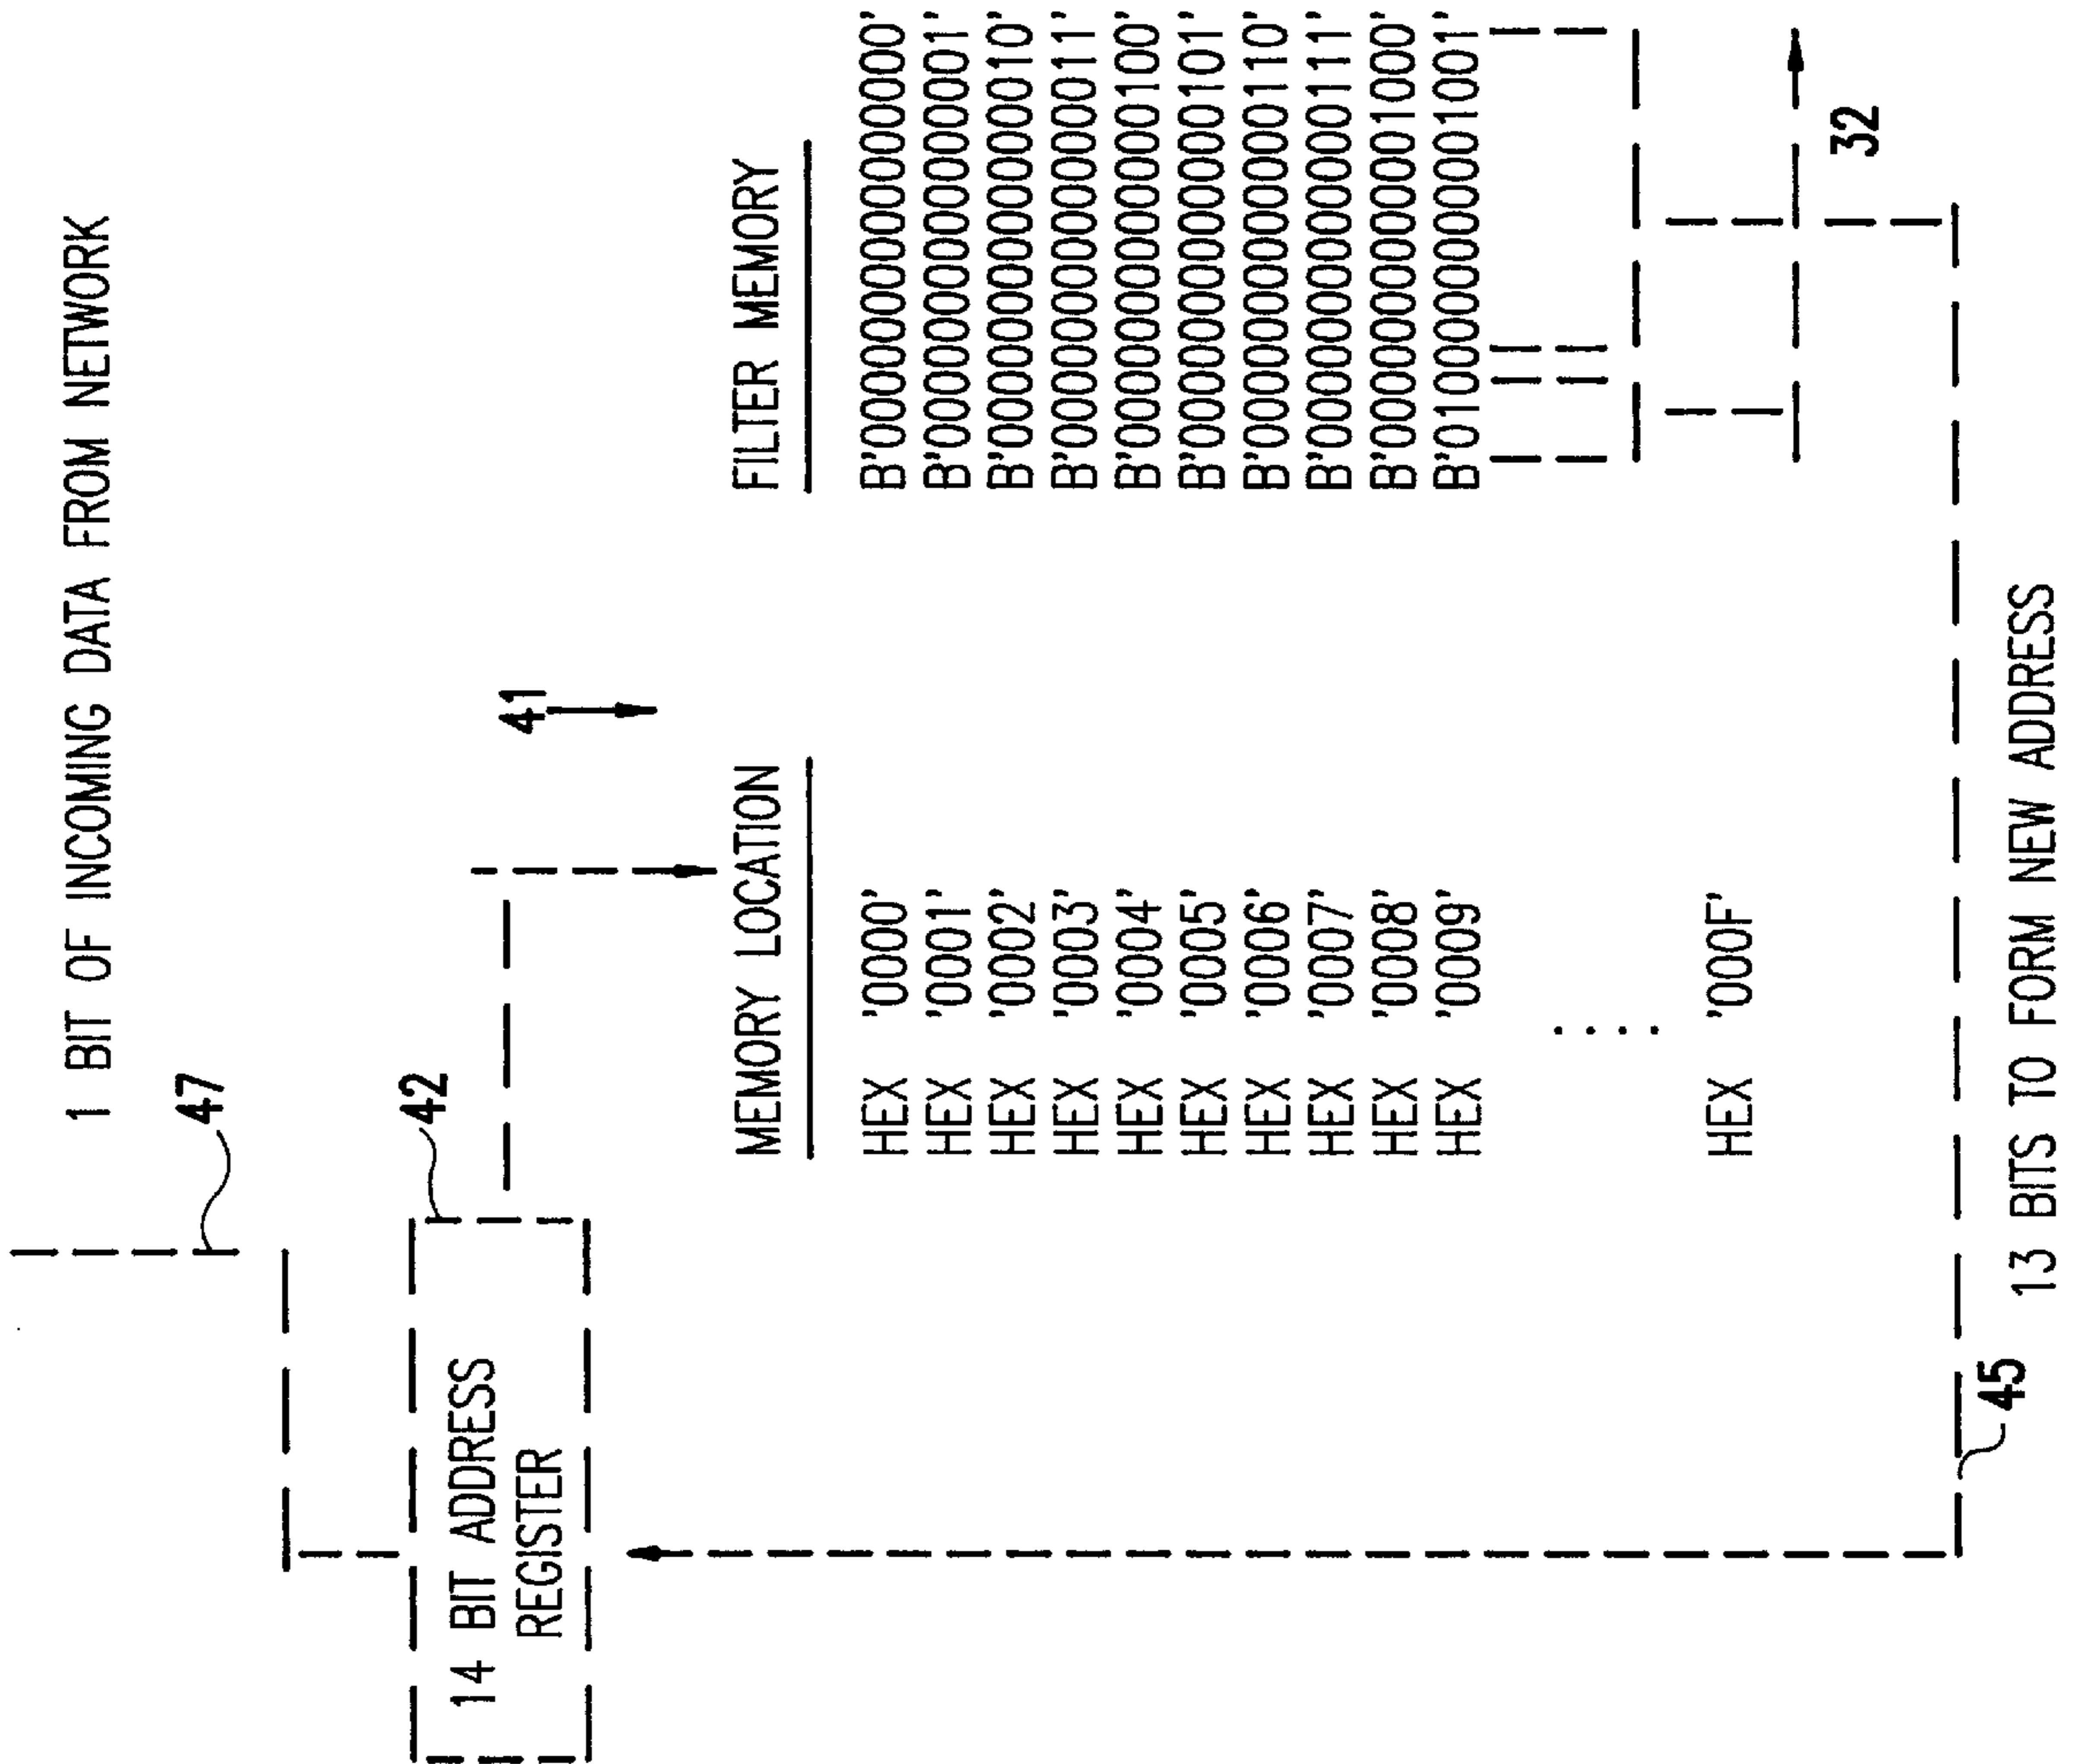 1 BIT OF INCOMING DATA FROM NETWORK
47
42
14 BIT ADDRESS
REGISTER
41
MEMORY LOCATION FILTER MEMORY
HEX '0000' B'0000000000000000'
HEX '0001' B'0000000000000001'
HEX '0002' B'0000000000000010'
HEX '0003' B'0000000000000011'
HEX '0004' B'0000000000000100'
HEX '0005' B'0000000000000101'
HEX '0006' B'0000000000000110'
HEX '0007' B'0000000000000111'
HEX '0008' B'0000000000001000'
HEX '0009' B'0100000000001001'
....
HEX '000F'
32
45
13 BITS TO FORM NEW ADDRESS